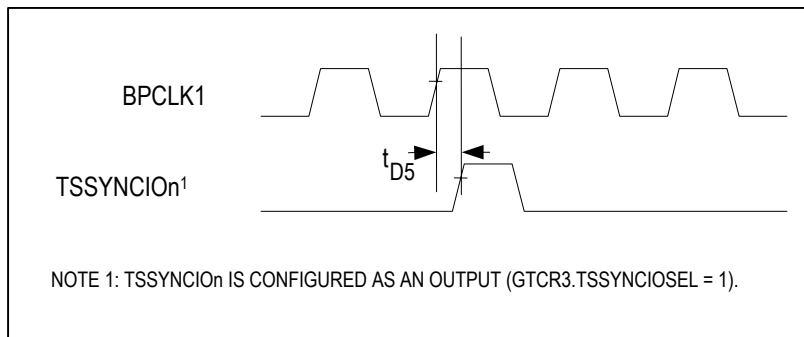 BPCLK1
tD5
TSSYNCIOn1
NOTE 1: TSSYNCIOn IS CONFIGURED AS AN OUTPUT (GTCR3.TSSYNCIOSEL = 1).